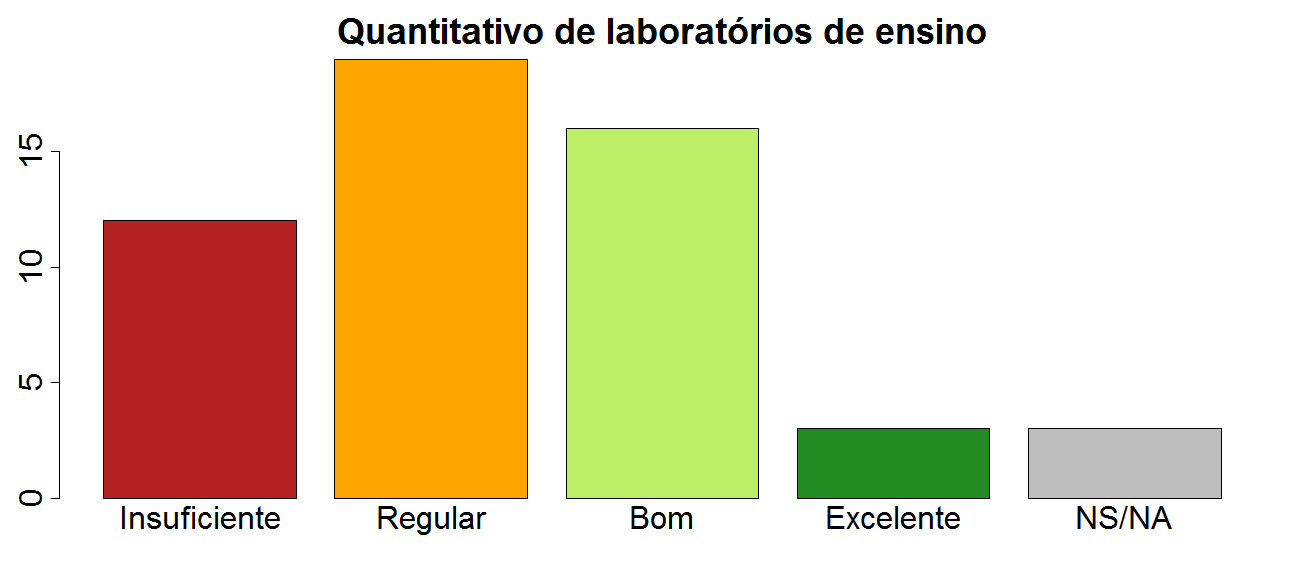 Quantitativo de laboratórios de ensino
15
10
5
0
Insuficiente Regular Bom Excelente NS/NA